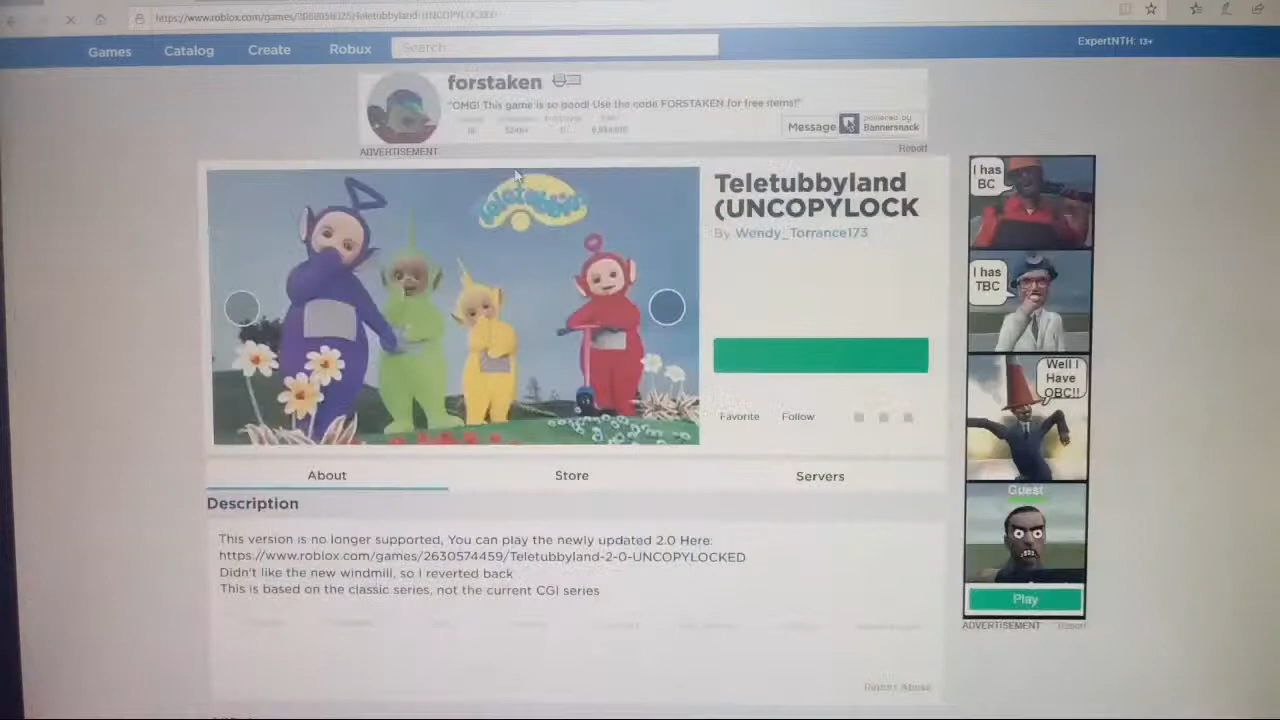 Games Catalog Create Robux Search ExpertNTH: 13+
forstaken
"OMG! This game is so good! Use the code FORSTAKEN for free items!"
Message powered by Bannersnack
ADVERTISEMENT Report
Teletubbies
Teletubbyland
(UNCOPYLOCK
By Wendy_Torrance173
Favorite Follow
I has
BC
I has
TBC
Well I
Have
OBC!!
Guest
Play
ADVERTISEMENT Report
About Store Servers
Description
This version is no longer supported, You can play the newly updated 2.0 Here:
https://www.roblox.com/games/2630574459/Teletubbyland-2-0-UNCOPYLOCKED
Didn't like the new windmill, so I reverted back
This is based on the classic series, not the current CGI series
Report Abuse